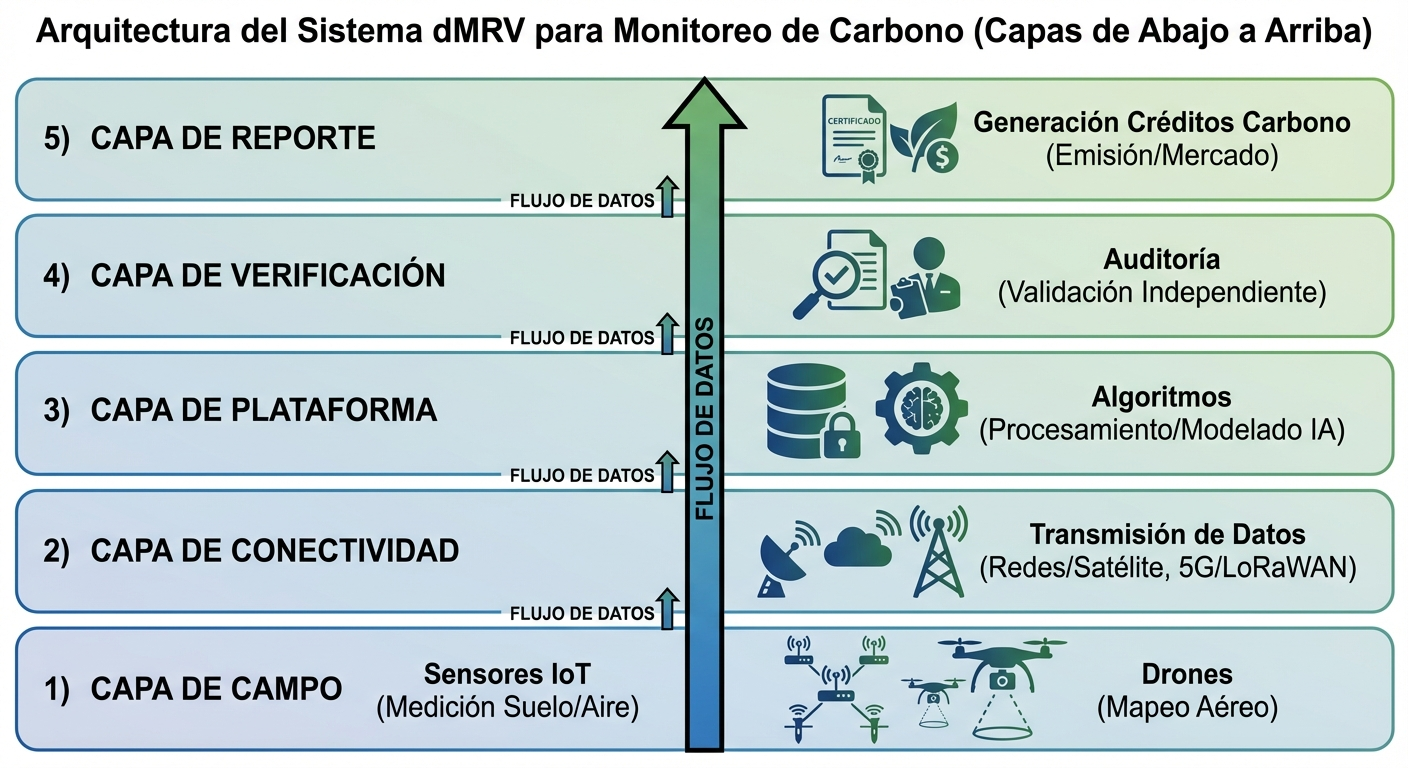 Arquitectura del Sistema dMRV para Monitoreo de Carbono (Capas de Abajo a Arriba)
5) CAPA DE REPORTE
CERTIFICADO
Generación Créditos Carbono
(Emisión/Mercado)
FLUJO DE DATOS
4) CAPA DE VERIFICACIÓN
Auditoría
(Validación Independiente)
FLUJO DE DATOS
FLUJO DE DATOS
3) CAPA DE PLATAFORMA
Algoritmos
(Procesamiento/Modelado IA)
FLUJO DE DATOS
2) CAPA DE CONECTIVIDAD
Transmisión de Datos
(Redes/Satélite, 5G/LoRaWAN)
FLUJO DE DATOS
1) CAPA DE CAMPO
Sensores IoT
(Medición Suelo/Aire)
Drones
(Mapeo Aéreo)